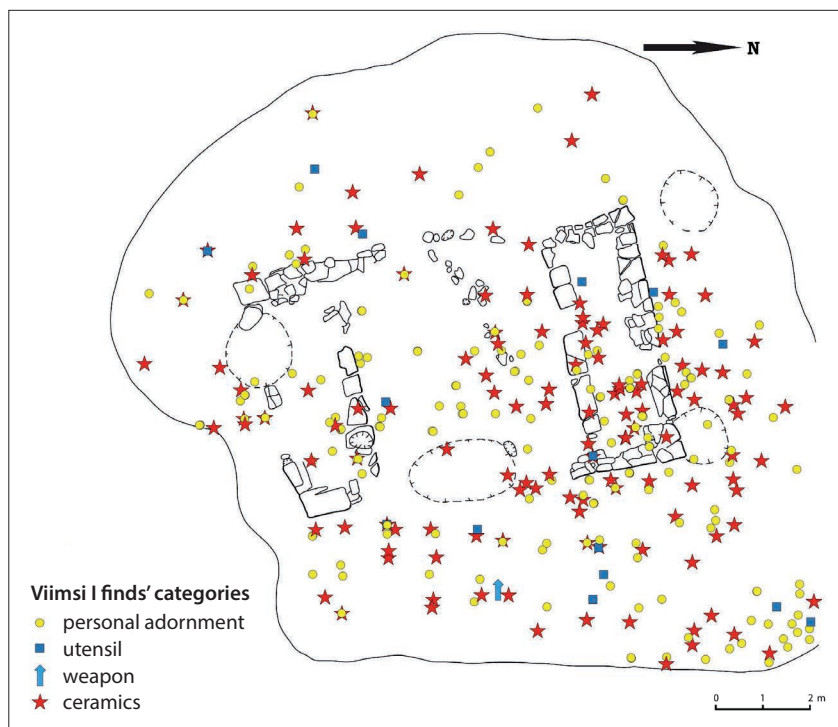 N
Viimsi I finds’ categories
personal adornment
utensil
weapon
ceramics
0 1 2 m